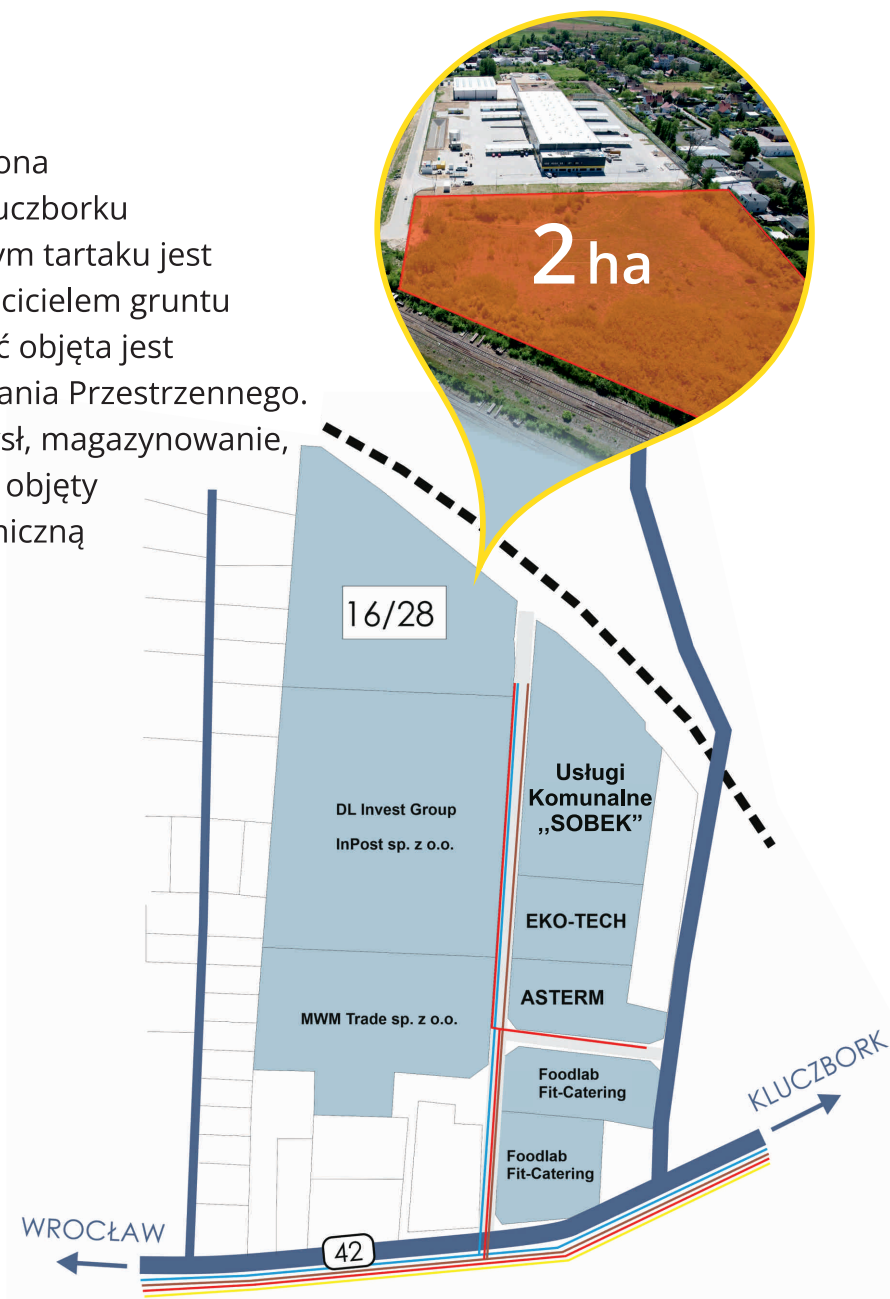 ona
uczborku
ym tartaku jest
cicielem gruntu
ć objęta jest
ania Przestrzennego.
sł, magazynowanie,
objęty
niczną
2 ha
16/28
DL Invest Group
InPost sp. z o.o.
MWM Trade sp. z o.o.
Usługi
Komunalne
,,SOBEK”
EKO-TECH
ASTERM
Foodlab
Fit-Catering
Foodlab
Fit-Catering
KLUCZBORK
WROCŁAW
42